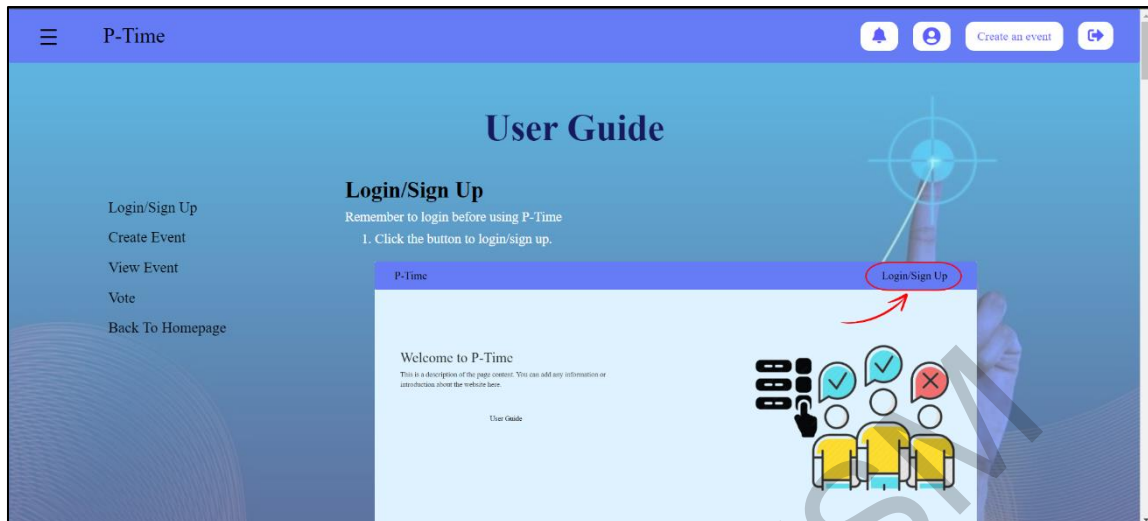 P-Time
Create an event
User Guide
Login/Sign Up
Create Event
View Event
Vote
Back To Homepage
Login/Sign Up
Remember to login before using P-Time
1. Click the button to login/sign up.
P-Time
Login/Sign Up
Welcome to P-Time
This is a description of the page content. You can add any information or
introduction about the website here.
User Guide
SM